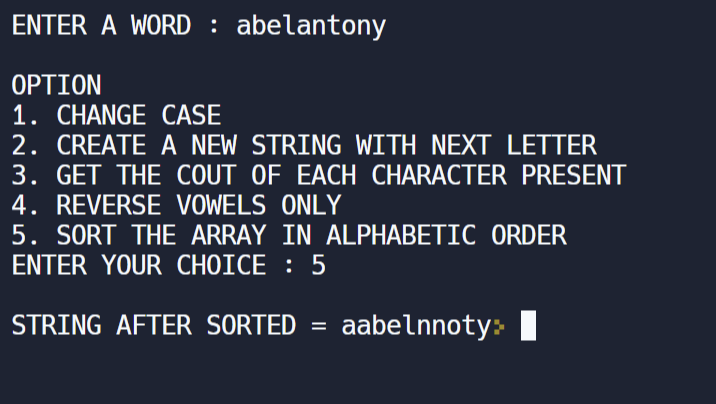 ENTER A WORD : abelantony
OPTION
1. CHANGE CASE
2. CREATE A NEW STRING WITH NEXT LETTER
3. GET THE COUT OF EACH CHARACTER PRESENT
4. REVERSE VOWELS ONLY
5. SORT THE ARRAY IN ALPHABETIC ORDER
ENTER YOUR CHOICE : 5
STRING AFTER SORTED = aabelnnoty>